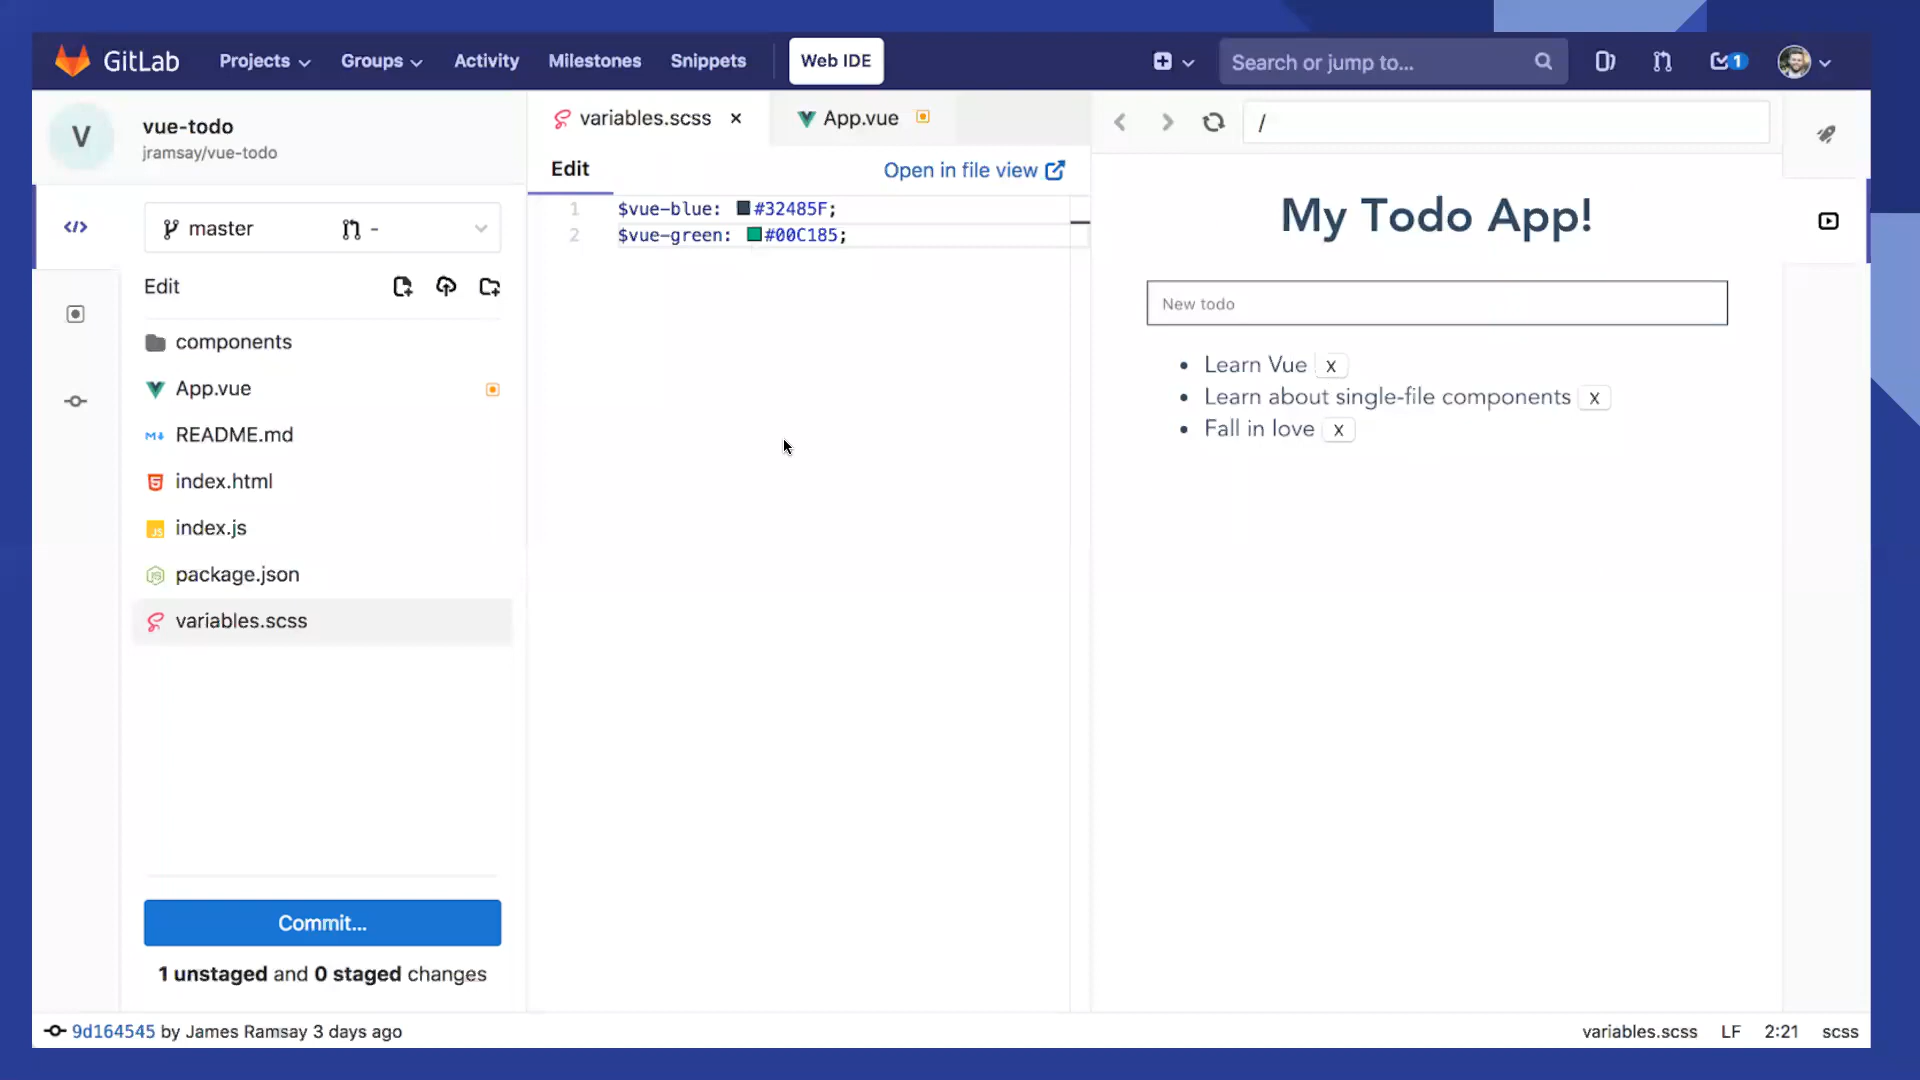 GitLab Projects Groups Activity Milestones Snippets Web IDE Search or jump to... 1
V vue-todo
jramsay/vue-todo
master -
Edit
components
App.vue
README.md
index.html
index.js
package.json
variables.scss
Commit...
1 unstaged and 0 staged changes
variables.scss × App.vue
Edit Open in file view
1 $vue-blue: #32485F;
2 $vue-green: #00C185;
/
My Todo App!
New todo
• Learn Vue x
• Learn about single-file components x
• Fall in love x
9d164545 by James Ramsay 3 days ago
variables.scss LF 2:21 scss